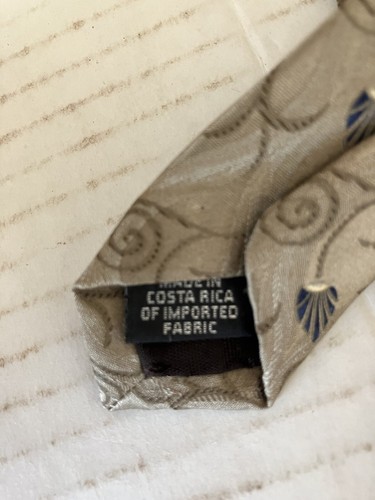 MADE IN
COSTA RICA
OF IMPORTED
FABRIC